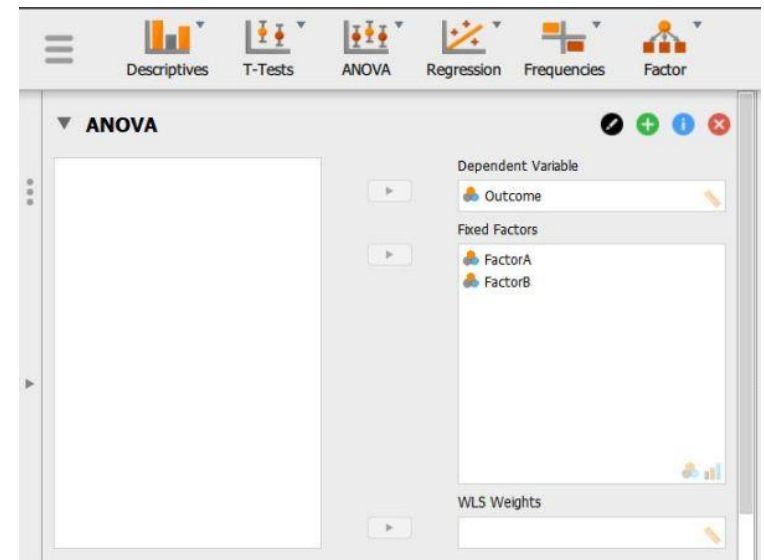 Descriptives T-Tests ANOVA Regression Frequencies Factor
ANOVA
Dependent Variable
Outcome
Fixed Factors
FactorA
FactorB
WLS Weights